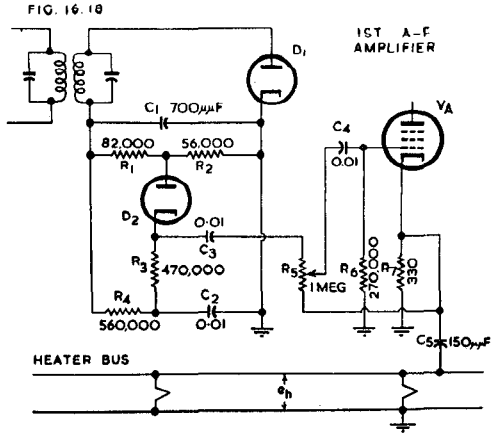 FIG. 16.18
1ST A-F
AMPLIFIER
D1
VA
C1 700µµF
C4
0.01
82,000
56,000
R1
R2
D2
0.01
C3
R3
470,000
R5
1 MEG
R6
270,000
R7
330
R4
560,000
C2
0.01
C5 150µµF
HEATER BUS
eh